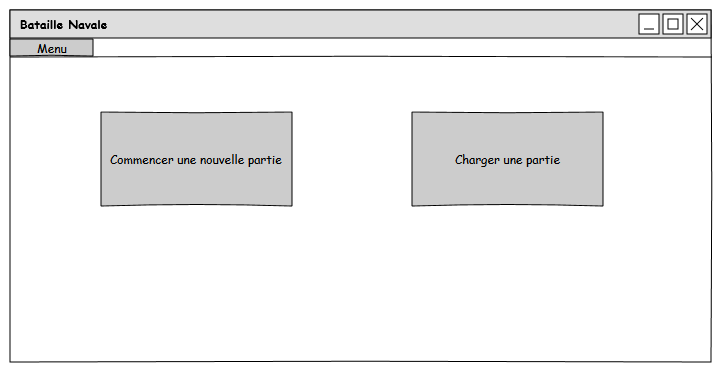 Bataille Navale
Menu
Commencer une nouvelle partie
Charger une partie